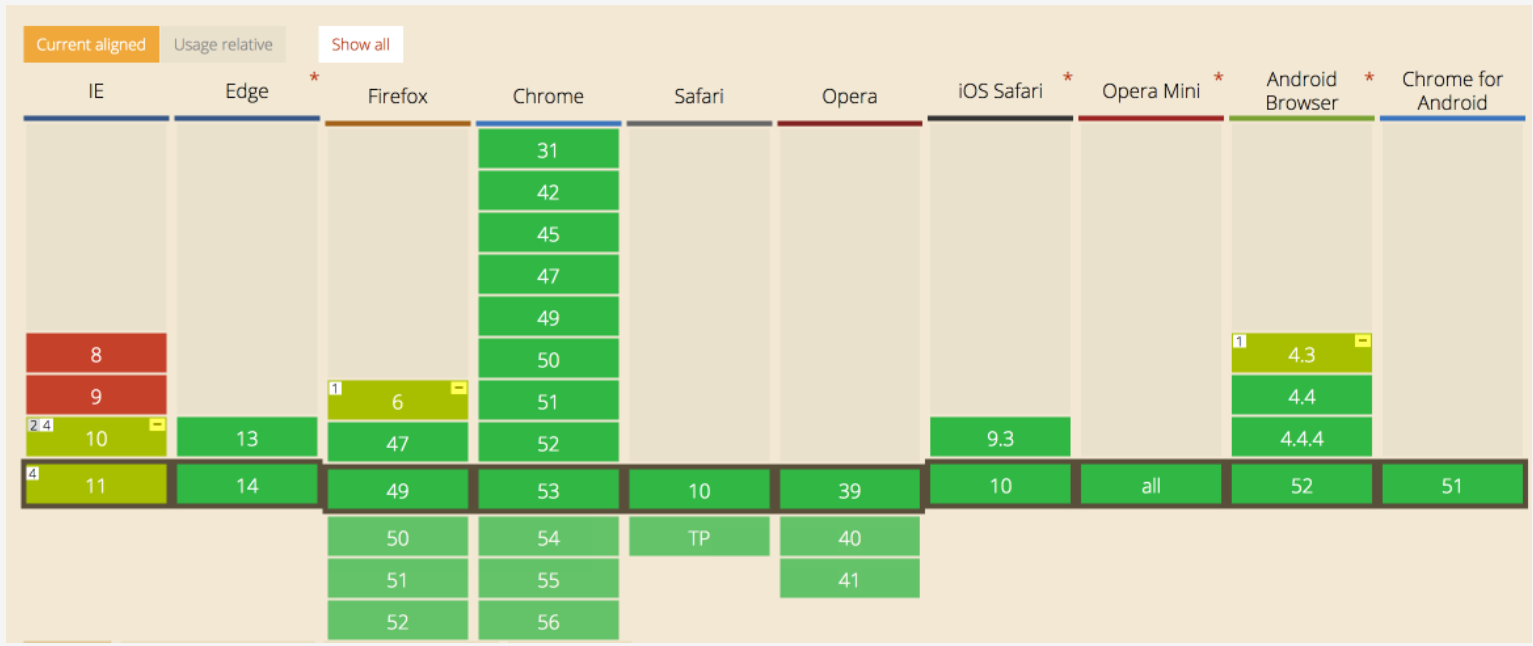 Current aligned Usage relative Show all
IE Edge * Firefox Chrome Safari Opera iOS Safari * Opera Mini * Android Browser * Chrome for Android
31
42
45
47
49
8 50 1 4.3 −
9 1 6 − 51 4.4
2 4 10 − 13 47 52 9.3 4.4.4
4 11 14 49 53 10 39 10 all 52 51
50 54 TP 40
51 55 41
52 56